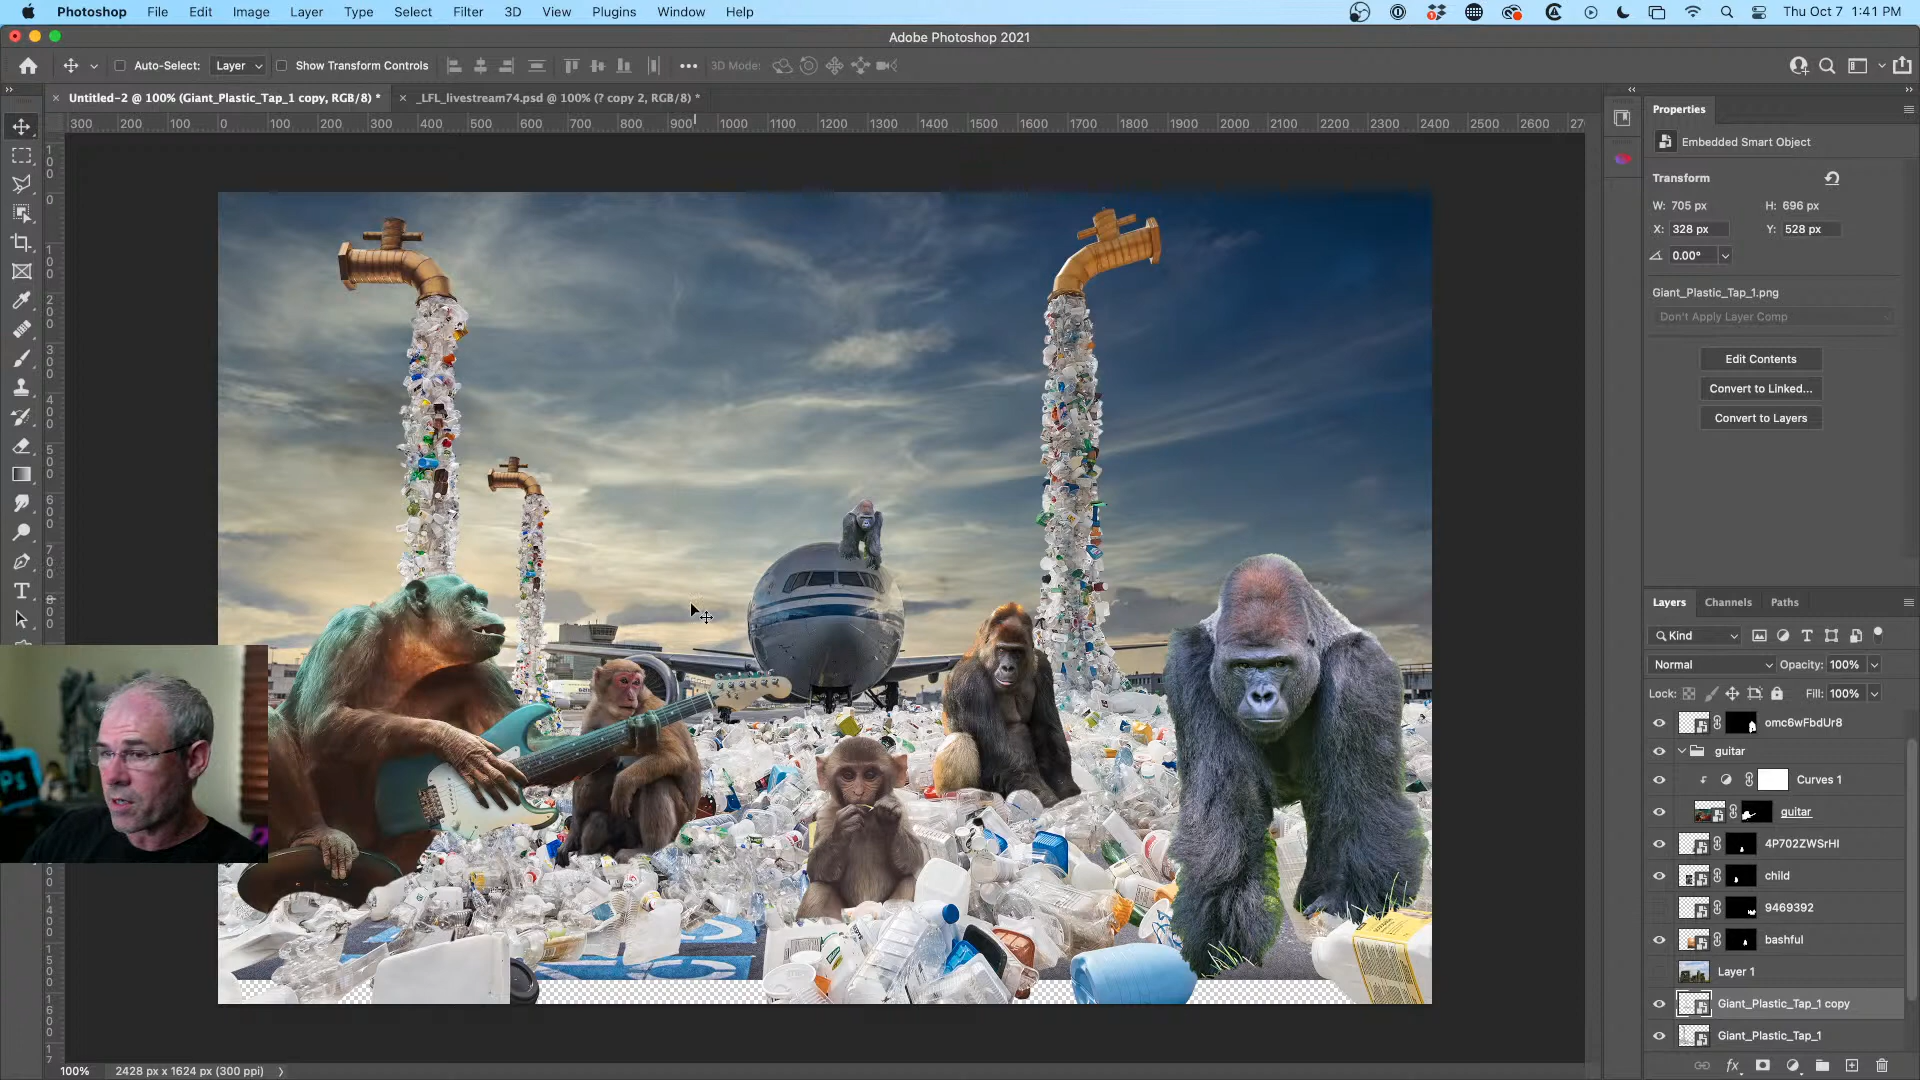 Photoshop File Edit Image Layer Type Select Filter 3D View Plugins Window Help Thu Oct 7 1:41 PM
Adobe Photoshop 2021
Auto-Select: Layer Show Transform Controls 3D Mode:
Untitled-2 @ 100% (Giant_Plastic_Tap_1 copy, RGB/8) * _LFL_livestream74.psd @ 100% (? copy 2, RGB/8) *
300 200 100 0 100 200 300 400 500 600 700 800 900 1000 1100 1200 1300 1400 1500 1600 1700 1800 1900 2000 2100 2200 2300 2400 2500 2600
Properties
Embedded Smart Object
Transform
W: 705 px H: 696 px
X: 328 px Y: 528 px
0.00°
Giant_Plastic_Tap_1.png
Don't Apply Layer Comp
Edit Contents
Convert to Linked...
Convert to Layers
Layers Channels Paths
Kind
Normal Opacity: 100%
Lock: Fill: 100%
omc6wFbdUr8
guitar
Curves 1
guitar
4P702ZWSrHI
child
9469392
bashful
Layer 1
Giant_Plastic_Tap_1 copy
Giant_Plastic_Tap_1
100% 2428 px x 1624 px (300 ppi)